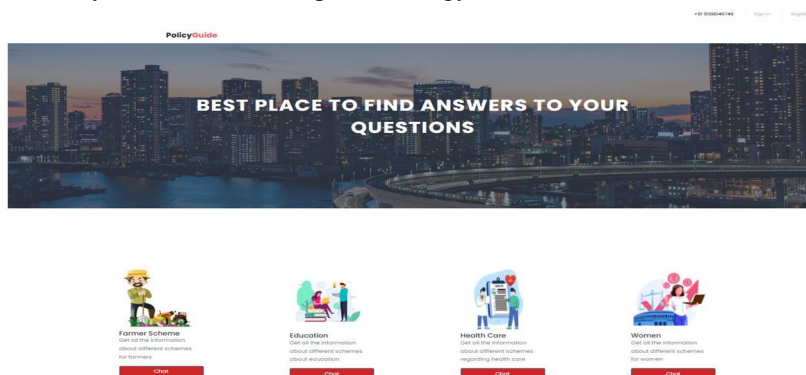 Sign in
PolicyGuide
BEST PLACE TO FIND ANSWERS TO YOUR
QUESTIONS
Farmer Scheme
Get all the information
about different schemes
for farmers
Chat
Education
Get all the information
about different schemes
about education
Chat
Health Care
Get all the information
about different schemes
regarding health care
Chat
Women
Get all the information
about different schemes
for women
Chat